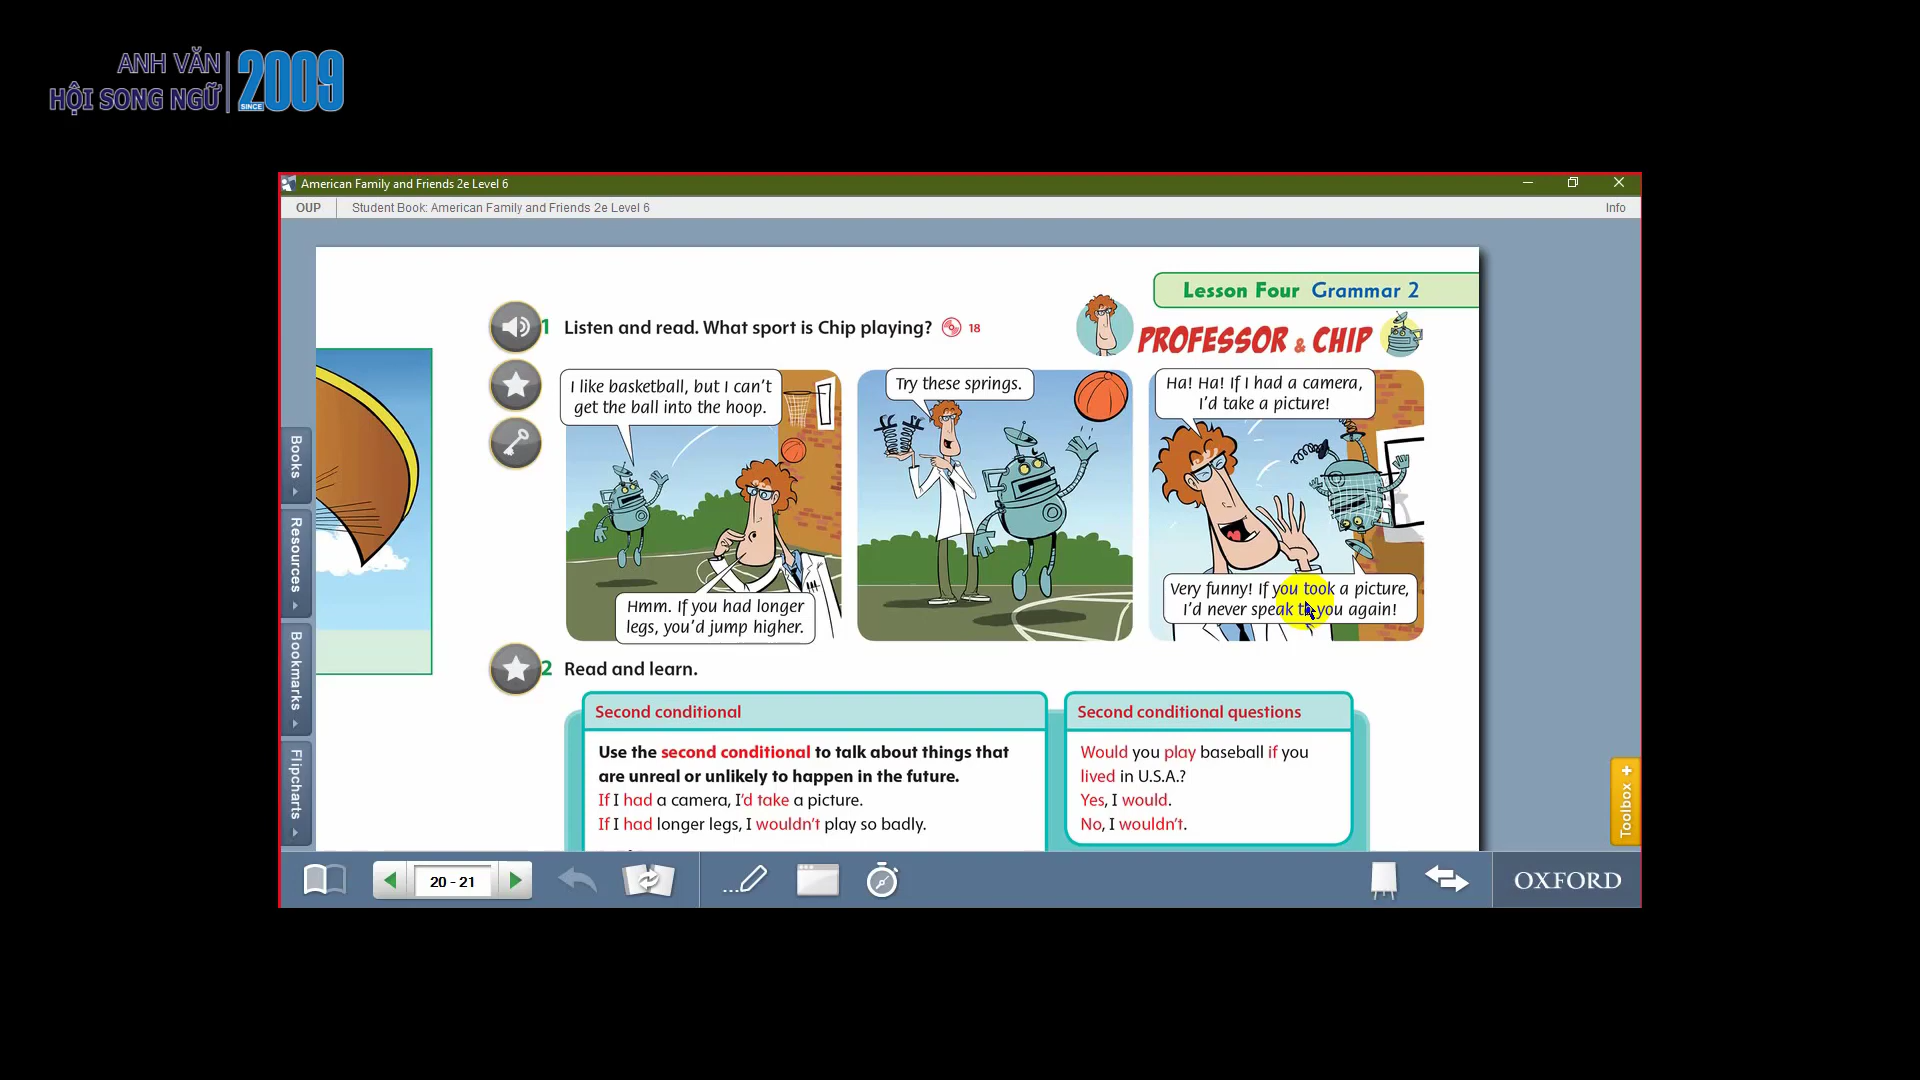 ANH VĂN
HỘI SONG NGỮ
SINCE
2009
American Family and Friends 2e Level 6
OUP
Student Book: American Family and Friends 2e Level 6
Info
Lesson Four Grammar 2
1 Listen and read. What sport is Chip playing? 18
PROFESSOR & CHIP
I like basketball, but I can't
get the ball into the hoop.
Hmm. If you had longer
legs, you'd jump higher.
Try these springs.
Ha! Ha! If I had a camera,
I'd take a picture!
Very funny! If you took a picture,
I'd never speak to you again!
2 Read and learn.
Second conditional
Use the second conditional to talk about things that
are unreal or unlikely to happen in the future.
If I had a camera, I'd take a picture.
If I had longer legs, I wouldn't play so badly.
Second conditional questions
Would you play baseball if you
lived in U.S.A.?
Yes, I would.
No, I wouldn't.
Books
Resources
Bookmarks
Flipcharts
Toolbox +
20 - 21
OXFORD